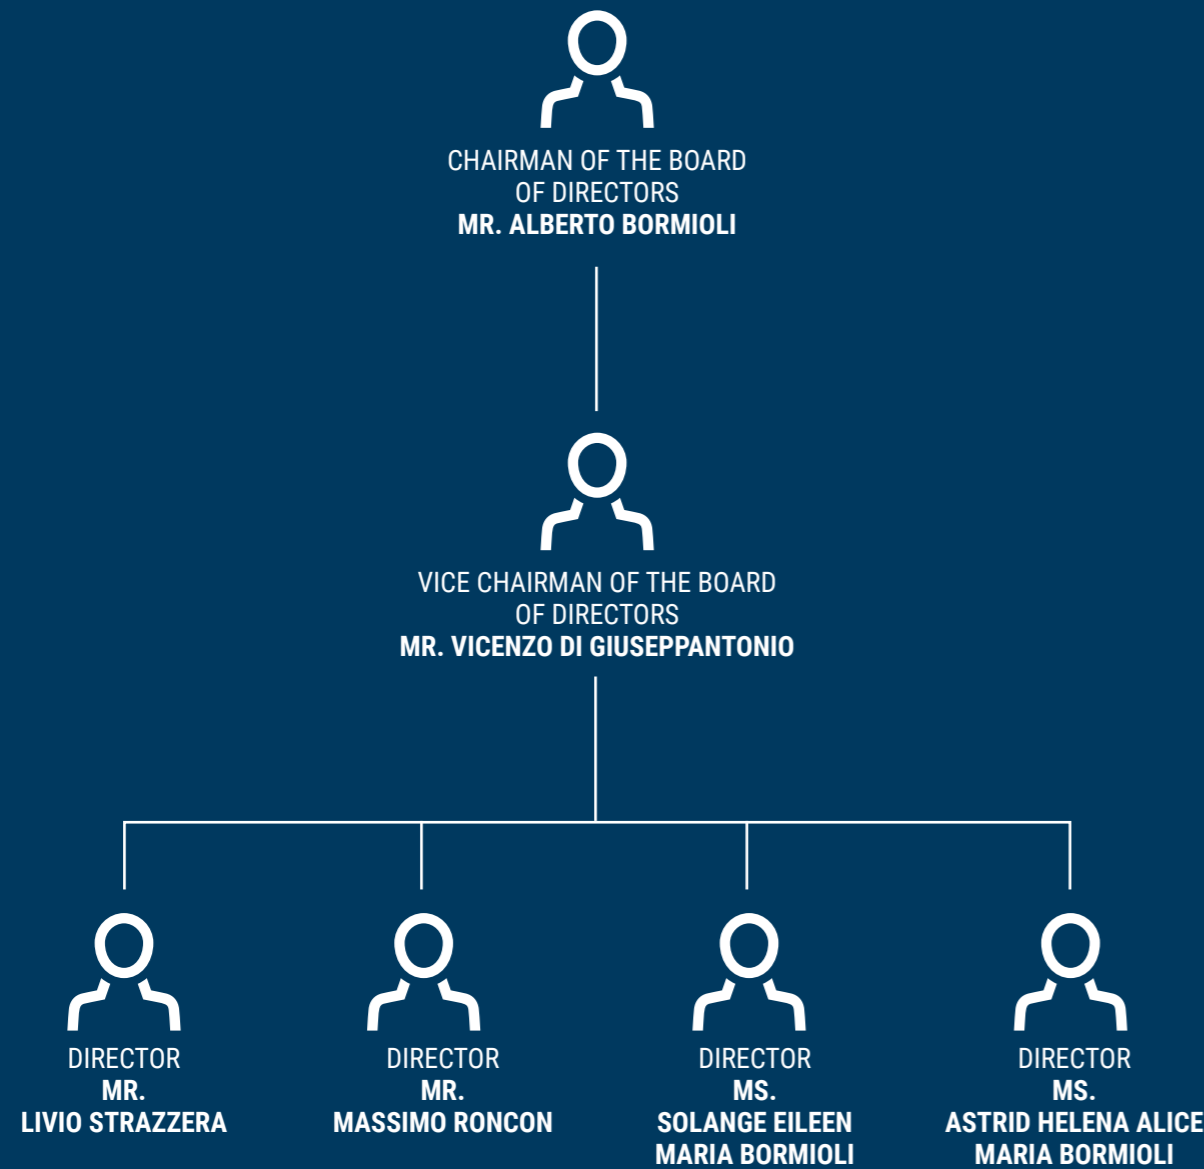 CHAIRMAN OF THE BOARD
OF DIRECTORS
MR. ALBERTO BORMIOLI
VICE CHAIRMAN OF THE BOARD
OF DIRECTORS
MR. VICENZO DI GIUSEPPANTONIO
DIRECTOR
MR.
LIVIO STRAZZERA
DIRECTOR
MR.
MASSIMO RONCON
DIRECTOR
MS.
SOLANGE EILEEN
MARIA BORMIOLI
DIRECTOR
MS.
ASTRID HELENA ALICE
MARIA BORMIOLI